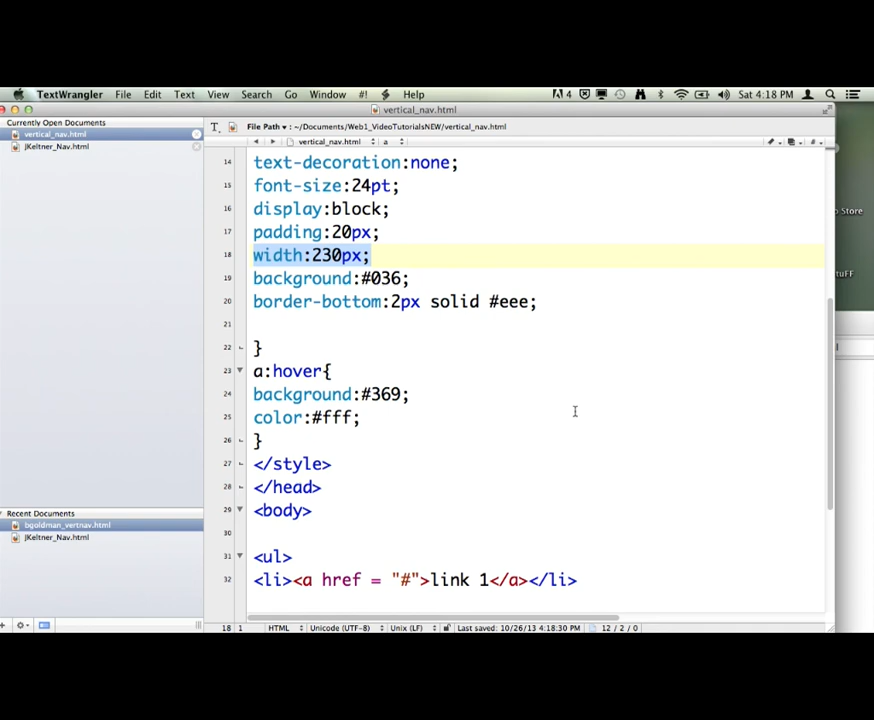 TextWrangler File Edit Text View Search Go Window #! Help 4 Sat 4:18 PM
vertical_nav.html
Currently Open Documents
vertical_nav.html
JKeltner_Nav.html
File Path ▾ : ~/Documents/Web1_VideoTutorialsNEW/vertical_nav.html
vertical_nav.html a
14 text-decoration:none;
15 font-size:24pt;
16 display:block;
17 padding:20px;
18 width:230px;
19 background:#036;
20 border-bottom:2px solid #eee;
21
22 }
23 a:hover{
24 background:#369;
25 color:#fff;
26 }
27 </style>
28 </head>
29 <body>
30
31 <ul>
32 <li><a href = "#">link 1</a></li>
Recent Documents
bgoldman_vertnav.html
JKeltner_Nav.html
18 1 HTML Unicode (UTF-8) Unix (LF) Last saved: 10/26/13 4:18:30 PM 12 / 2 / 0
Store
tuFF